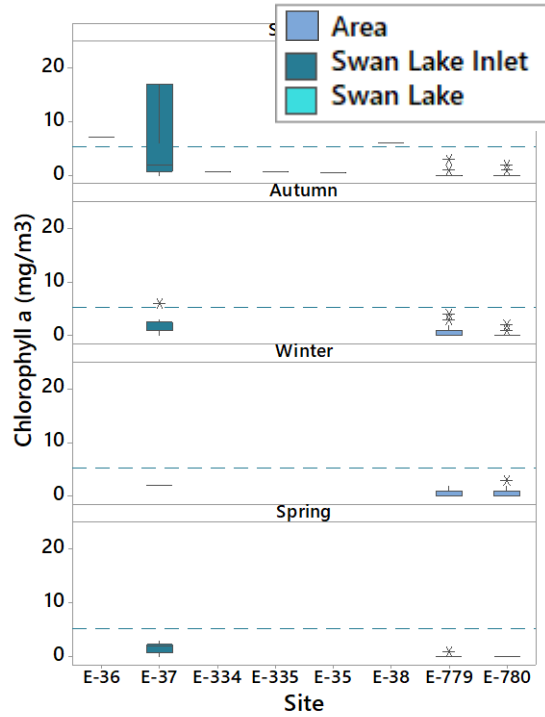 Area
Swan Lake Inlet
Swan Lake
20
10
0
Autumn
20
10
0
Winter
20
10
0
Spring
20
10
0
Chlorophyll a (mg/m3)
E-36 E-37 E-334 E-335 E-35 E-38 E-779 E-780
Site